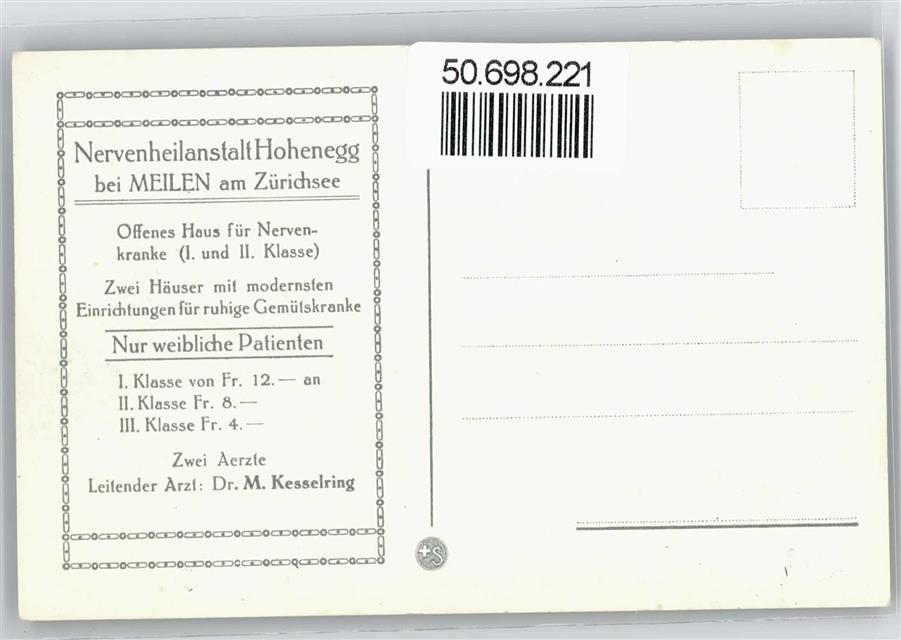 50.698.221
Nervenheilanstalt Hohenegg
bei MEILEN am Zürichsee
Offenes Haus für Nerven-
kranke (I. und II. Klasse)
Zwei Häuser mit modernsten
Einrichtungen für ruhige Gemütskranke
Nur weibliche Patienten
I. Klasse von Fr. 12.— an
II. Klasse Fr. 8.—
III. Klasse Fr. 4.—
Zwei Aerzte
Leitender Arzt: Dr. M. Kesselring
S